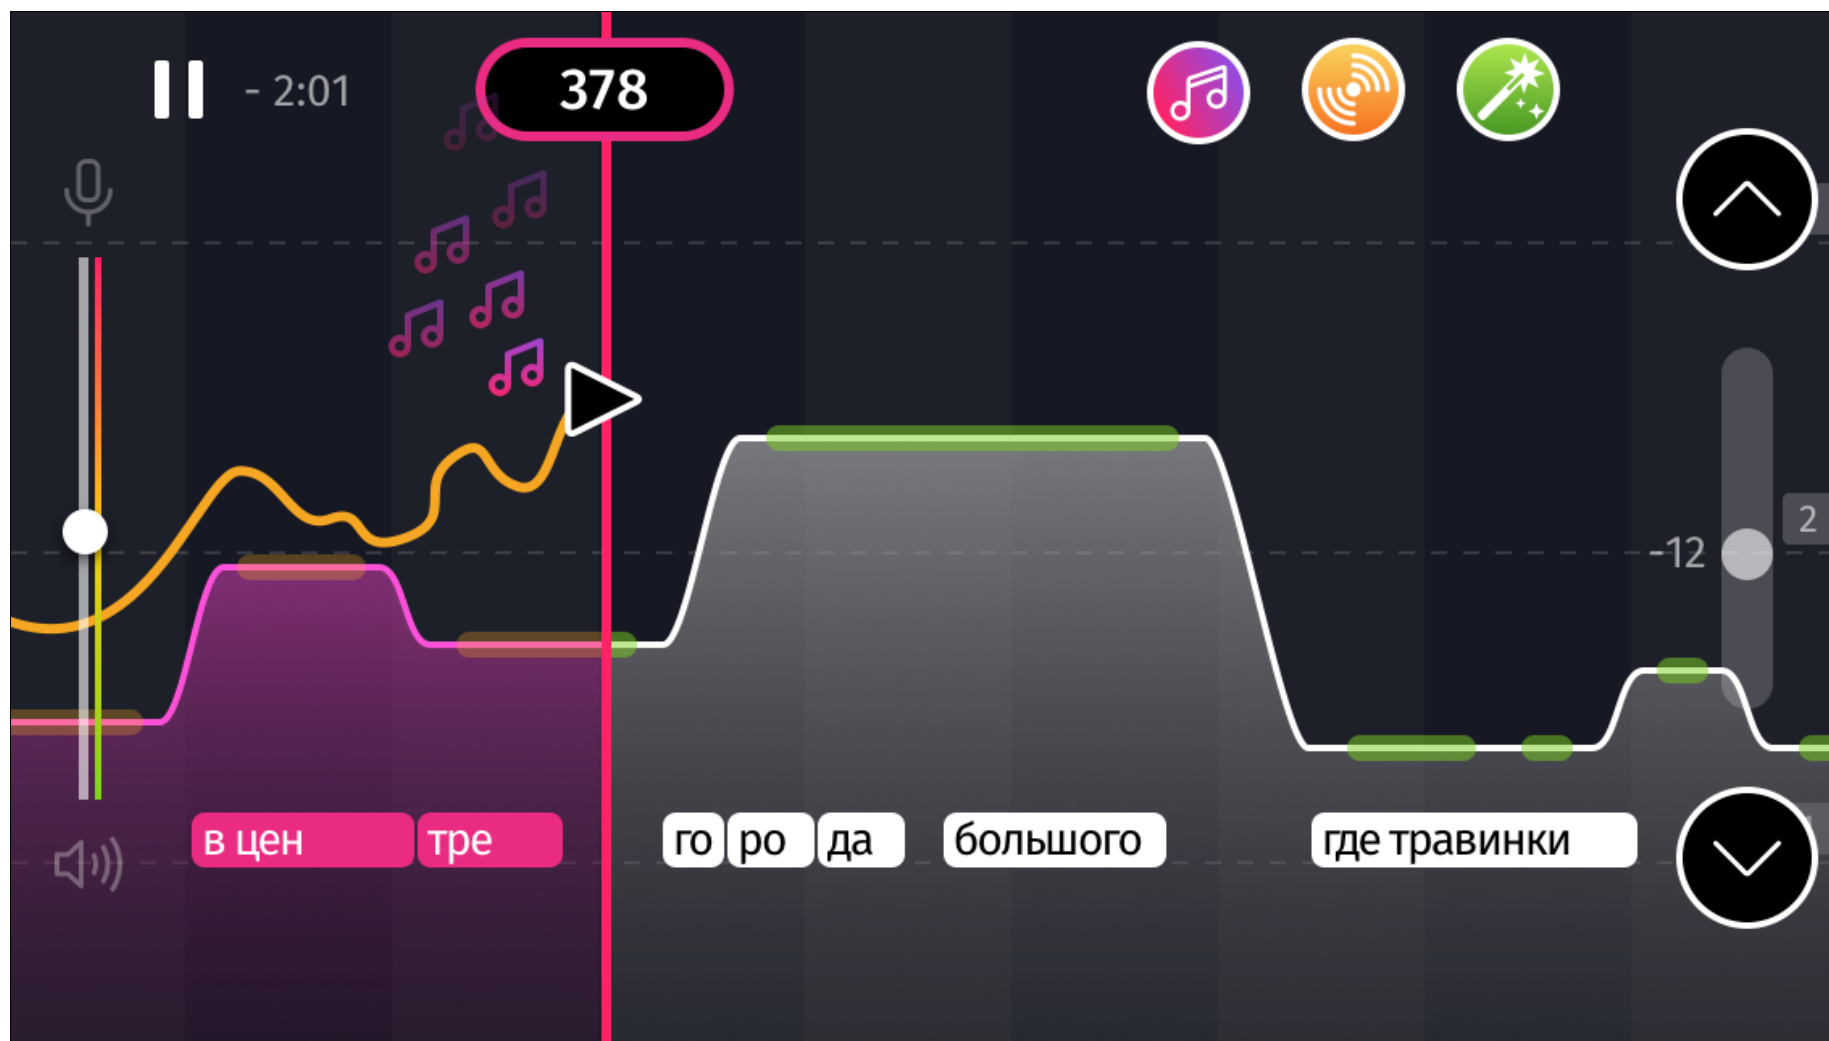 - 2:01
378
2
-12
в цен тре го ро да большого где травинки